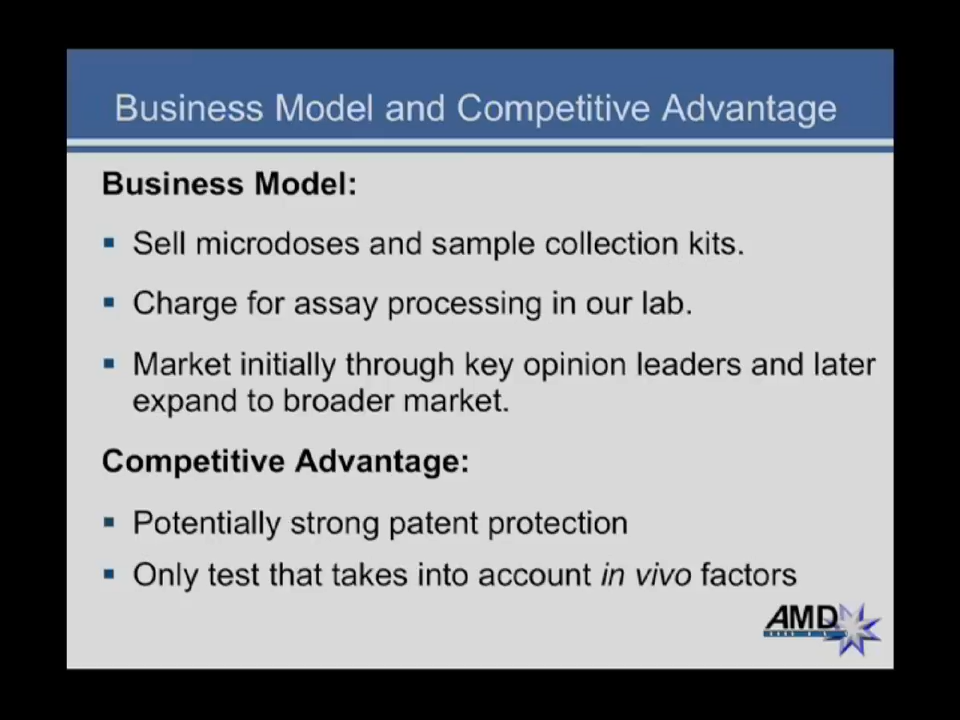 Business Model and Competitive Advantage
Business Model:
▪ Sell microdoses and sample collection kits.
▪ Charge for assay processing in our lab.
▪ Market initially through key opinion leaders and later
expand to broader market.
Competitive Advantage:
▪ Potentially strong patent protection
▪ Only test that takes into account in vivo factors
AMD